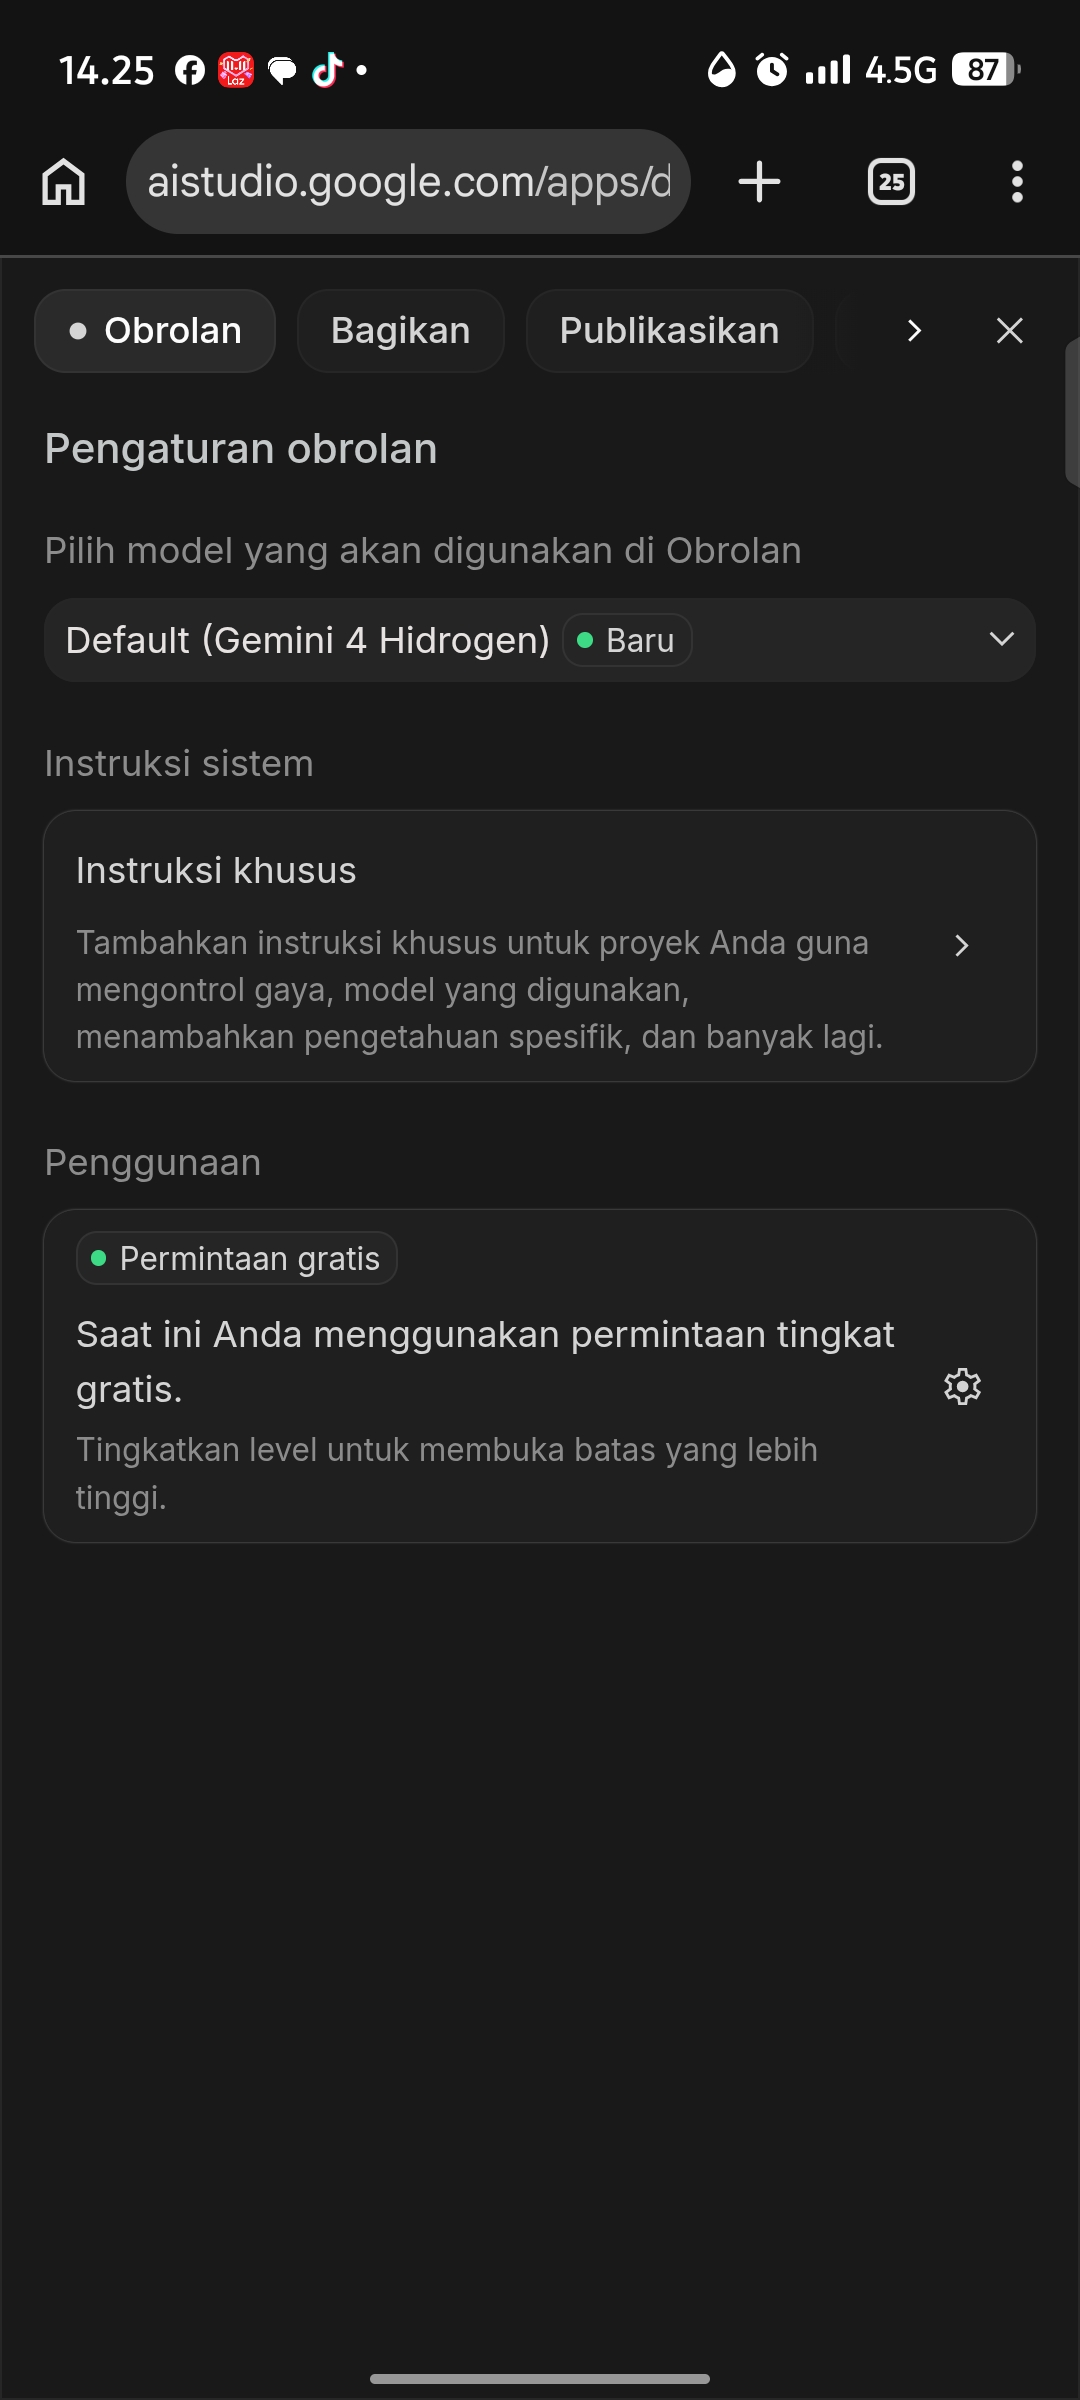 14.25
4.5G 87
aistudio.google.com/apps/d
25
Obrolan Bagikan Publikasikan
Pengaturan obrolan
Pilih model yang akan digunakan di Obrolan
Default (Gemini 4 Hidrogen) Baru
Instruksi sistem
Instruksi khusus
Tambahkan instruksi khusus untuk proyek Anda guna
mengontrol gaya, model yang digunakan,
menambahkan pengetahuan spesifik, dan banyak lagi.
Penggunaan
Permintaan gratis
Saat ini Anda menggunakan permintaan tingkat
gratis.
Tingkatkan level untuk membuka batas yang lebih
tinggi.